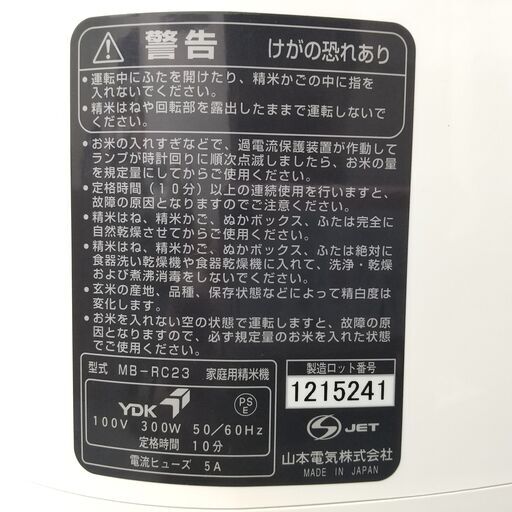 警告 けがの恐れあり
•運転中にふたを開けたり、精米かごの中に指を
入れないでください。
•精米はねや回転部を露出したままで運転しないで
ください。
•お米の入れすぎなどで、過電流保護装置が作動して
ランプが時計回りに順次点滅しましたら、お米の量
を規定量にしてからご使用ください。
•定格時間（10分）以上の連続使用を行いますと、
故障の原因となりますのでご注意ください。
•精米はね、精米かご、ぬかボックス、ふたは完全に
自然乾燥させてからご使用ください。
•精米はね、精米かご、ぬかボックス、ふたは絶対に
食器洗い乾燥機や食器乾燥機に入れて、洗浄・乾燥
および煮沸消毒をしないでください。
•玄米の産地、品種、保存状態などによって精白度は
変化します。
•お米を入れない空の状態で運転しますと、故障の原
因となりますので、必ず規定量のお米を入れた状態
でご使用ください。
型式 MB-RC23 家庭用精米機
YDK PSE
100V 300W 50/60Hz
定格時間 10分
電流ヒューズ 5A
製造ロット番号
1215241
S JET
山本電気株式会社
MADE IN JAPAN